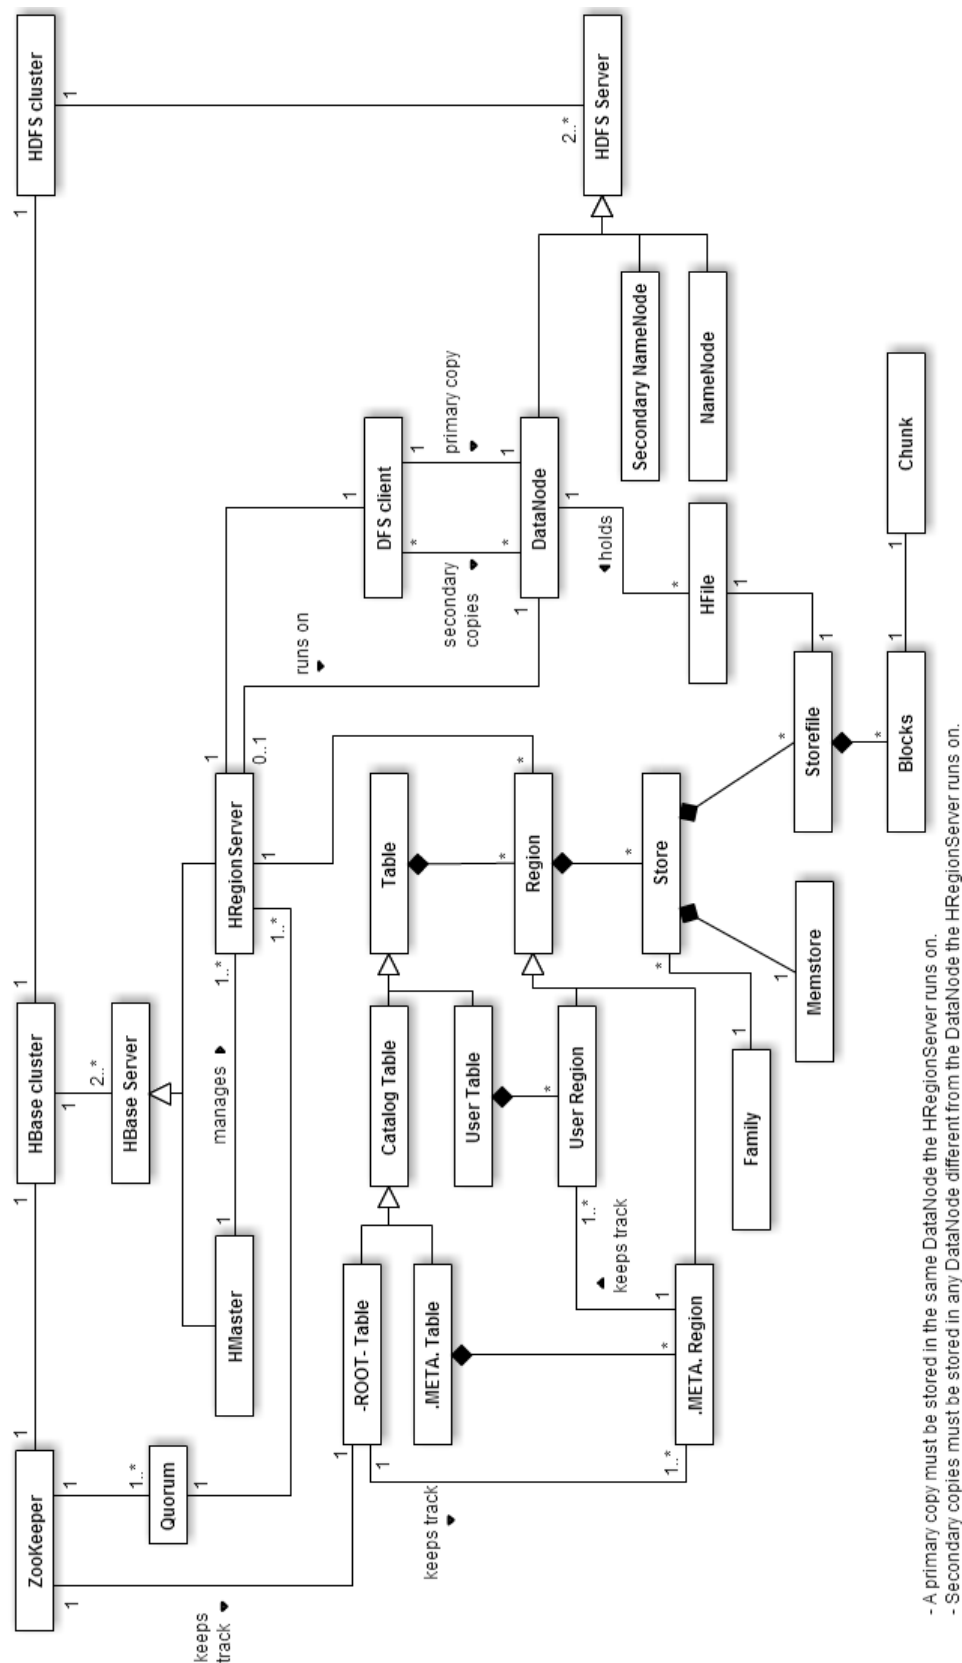 1
1
1
1
ZooKeeper
HBase cluster
HDFS cluster
1
1
1
1
2..*
HBase Server
1..*
Quorum
1
keeps
track
1
manages
1..*
1
HMaster
HRegionServer
0..1
1
1..*
runs on
1
1
-ROOT- Table
1
Catalog Table
Table
DFS client
*
1
keeps track
.META. Table
secondary
copies
primary copy
User Table
*
*
1
*
1
Region
DataNode
*
1
2..*
User Region
1..*
holds
HDFS Server
keeps track
*
Secondary NameNode
Store
1
*
*
*
1..*
.META. Region
HFile
NameNode
1
1
Family
1
*
Memstore
Storefile
1
*
1
1
Blocks
Chunk
- A primary copy must be stored in the same DataNode the HRegionServer runs on.
- Secondary copies must be stored in any DataNode different from the DataNode the HRegionServer runs on.